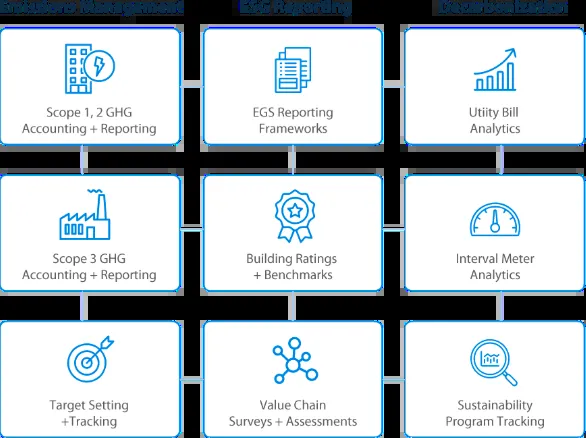 Emissions Management
ESG Reporting
Decarbonization
Scope 1, 2 GHG
Accounting + Reporting
EGS Reporting
Frameworks
Utiity Bill
Analytics
Scope 3 GHG
Accounting + Reporting
Building Ratings
+ Benchmarks
Interval Meter
Analytics
Target Setting
+Tracking
Value Chain
Surveys + Assessments
Sustainability
Program Tracking